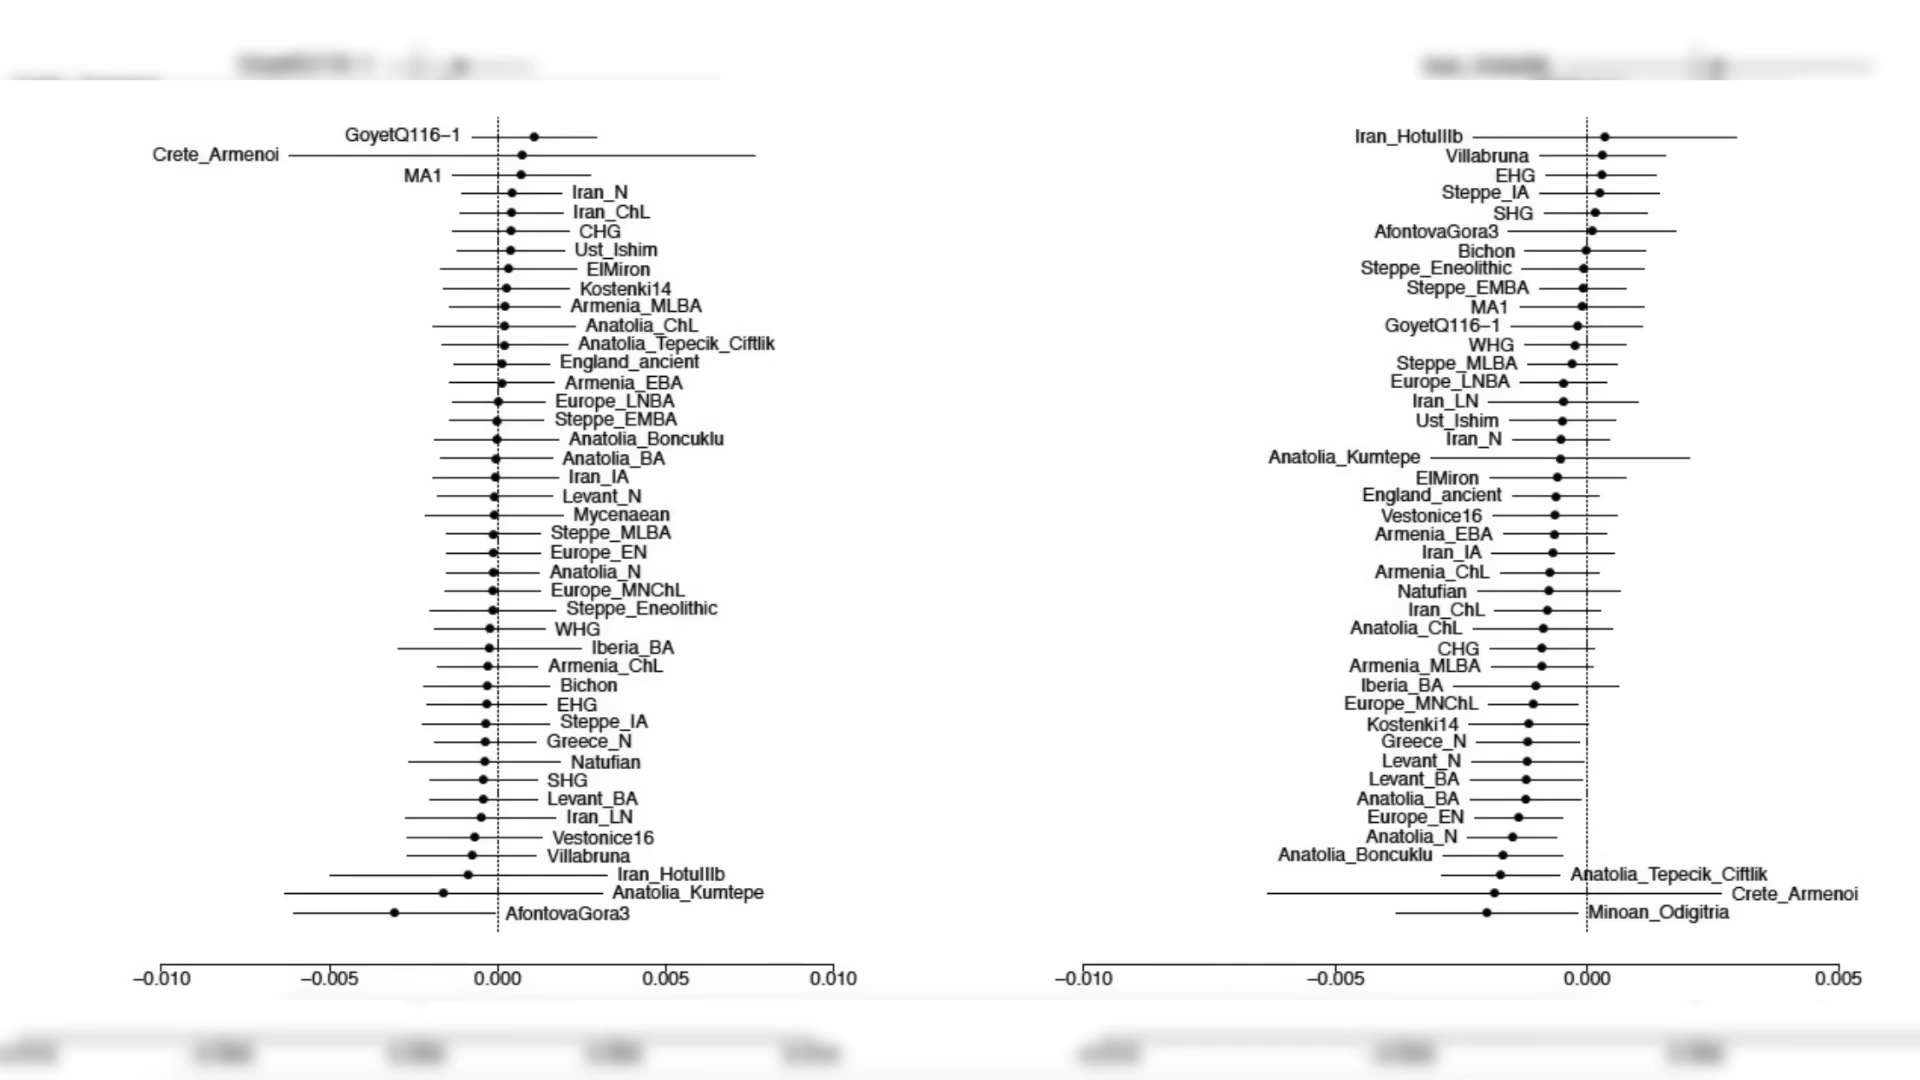 GoyetQ116–1
Crete_Armenoi
MA1
Iran_N
Iran_ChL
CHG
Ust_Ishim
ElMiron
Kostenki14
Armenia_MLBA
Anatolia_ChL
Anatolia_Tepecik_Ciftlik
England_ancient
Armenia_EBA
Europe_LNBA
Steppe_EMBA
Anatolia_Boncuklu
Anatolia_BA
Iran_IA
Levant_N
Mycenaean
Steppe_MLBA
Europe_EN
Anatolia_N
Europe_MNChL
Steppe_Eneolithic
WHG
Iberia_BA
Armenia_ChL
Bichon
EHG
Steppe_IA
Greece_N
Natufian
SHG
Levant_BA
Iran_LN
Vestonice16
Villabruna
Iran_HotuIIIb
Anatolia_Kumtepe
AfontovaGora3
−0.010 −0.005 0.000 0.005 0.010
Iran_HotuIIIb
Villabruna
EHG
Steppe_IA
SHG
AfontovaGora3
Bichon
Steppe_Eneolithic
Steppe_EMBA
MA1
GoyetQ116–1
WHG
Steppe_MLBA
Europe_LNBA
Iran_LN
Ust_Ishim
Iran_N
Anatolia_Kumtepe
ElMiron
England_ancient
Vestonice16
Armenia_EBA
Iran_IA
Armenia_ChL
Natufian
Iran_ChL
Anatolia_ChL
CHG
Armenia_MLBA
Iberia_BA
Europe_MNChL
Kostenki14
Greece_N
Levant_N
Levant_BA
Anatolia_BA
Europe_EN
Anatolia_N
Anatolia_Boncuklu
Anatolia_Tepecik_Ciftlik
Crete_Armenoi
Minoan_Odigitria
−0.010 −0.005 0.000 0.005